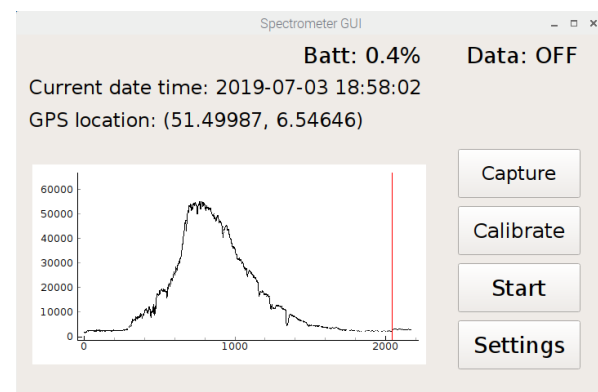 Spectrometer GUI
Batt: 0.4% Data: OFF
Current date time: 2019-07-03 18:58:02
GPS location: (51.49987, 6.54646)
Capture
Calibrate
Start
Settings
60000
50000
40000
30000
20000
10000
0
0 1000 2000